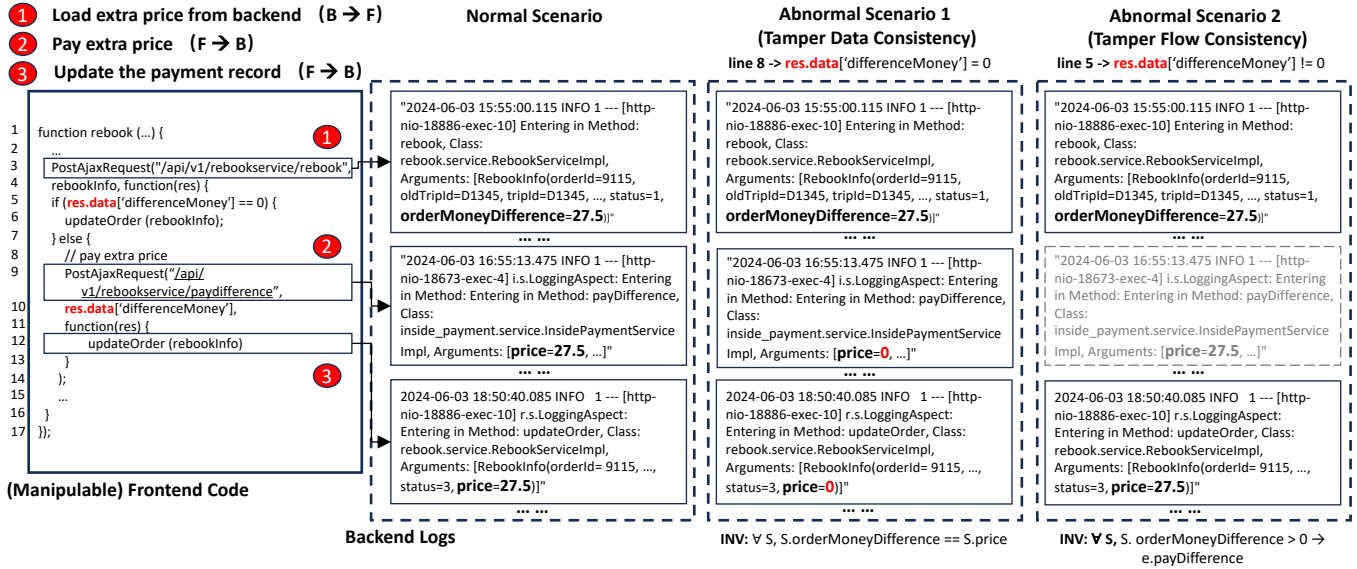 1 Load extra price from backend (B → F)
2 Pay extra price (F → B)
3 Update the payment record (F → B)
1 function rebook (…) {
2 …
3 PostAjaxRequest("/api/v1/rebookservice/rebook",
4 rebookInfo, function(res) {
5 if (res.data['differenceMoney'] == 0) {
6 updateOrder (rebookInfo);
7 } else {
8 // pay extra price
9 PostAjaxRequest("/api/
v1/rebookservice/paydifference",
10 res.data['differenceMoney'],
11 function(res) {
12 updateOrder (rebookInfo)
13 }
14 );
15 …
16 }
17 });
1
2
3
(Manipulable) Frontend Code
Normal Scenario
"2024-06-03 15:55:00.115 INFO 1 --- [http-
nio-18886-exec-10] Entering in Method:
rebook, Class:
rebook.service.RebookServiceImpl,
Arguments: [RebookInfo(orderId=9115,
oldTripId=D1345, tripId=D1345, …, status=1,
orderMoneyDifference=27.5)]"
… …
"2024-06-03 16:55:13.475 INFO 1 --- [http-
nio-18673-exec-4] i.s.LoggingAspect: Entering
in Method: Entering in Method: payDifference,
Class:
inside_payment.service.InsidePaymentService
Impl, Arguments: [price=27.5, …]"
… …
2024-06-03 18:50:40.085 INFO 1 --- [http-
nio-18886-exec-10] r.s.LoggingAspect:
Entering in Method: updateOrder, Class:
rebook.service.RebookServiceImpl,
Arguments: [RebookInfo(orderId= 9115, …,
status=3, price=27.5)]"
… …
Backend Logs
Abnormal Scenario 1
(Tamper Data Consistency)
line 8 -> res.data['differenceMoney'] = 0
"2024-06-03 15:55:00.115 INFO 1 --- [http-
nio-18886-exec-10] Entering in Method:
rebook, Class:
rebook.service.RebookServiceImpl,
Arguments: [RebookInfo(orderId=9115,
oldTripId=D1345, tripId=D1345, …, status=1,
orderMoneyDifference=27.5)]"
… …
"2024-06-03 16:55:13.475 INFO 1 --- [http-
nio-18673-exec-4] i.s.LoggingAspect: Entering
in Method: Entering in Method: payDifference,
Class:
inside_payment.service.InsidePaymentService
Impl, Arguments: [price=0, …]"
… …
2024-06-03 18:50:40.085 INFO 1 --- [http-
nio-18886-exec-10] r.s.LoggingAspect:
Entering in Method: updateOrder, Class:
rebook.service.RebookServiceImpl,
Arguments: [RebookInfo(orderId= 9115, …,
status=3, price=0)]"
… …
INV: ∀ S, S.orderMoneyDifference == S.price
Abnormal Scenario 2
(Tamper Flow Consistency)
line 5 -> res.data['differenceMoney'] != 0
"2024-06-03 15:55:00.115 INFO 1 --- [http-
nio-18886-exec-10] Entering in Method:
rebook, Class:
rebook.service.RebookServiceImpl,
Arguments: [RebookInfo(orderId=9115,
oldTripId=D1345, tripId=D1345, …, status=1,
orderMoneyDifference=27.5)]"
… …
"2024-06-03 16:55:13.475 INFO 1 --- [http-
nio-18673-exec-4] i.s.LoggingAspect: Entering
in Method: Entering in Method: payDifference,
Class:
inside_payment.service.InsidePaymentService
Impl, Arguments: [price=27.5, …]"
… …
2024-06-03 18:50:40.085 INFO 1 --- [http-
nio-18886-exec-10] r.s.LoggingAspect:
Entering in Method: updateOrder, Class:
rebook.service.RebookServiceImpl,
Arguments: [RebookInfo(orderId= 9115, …,
status=3, price=27.5)]"
… …
INV: ∀ S, S. orderMoneyDifference > 0 →
e.payDifference